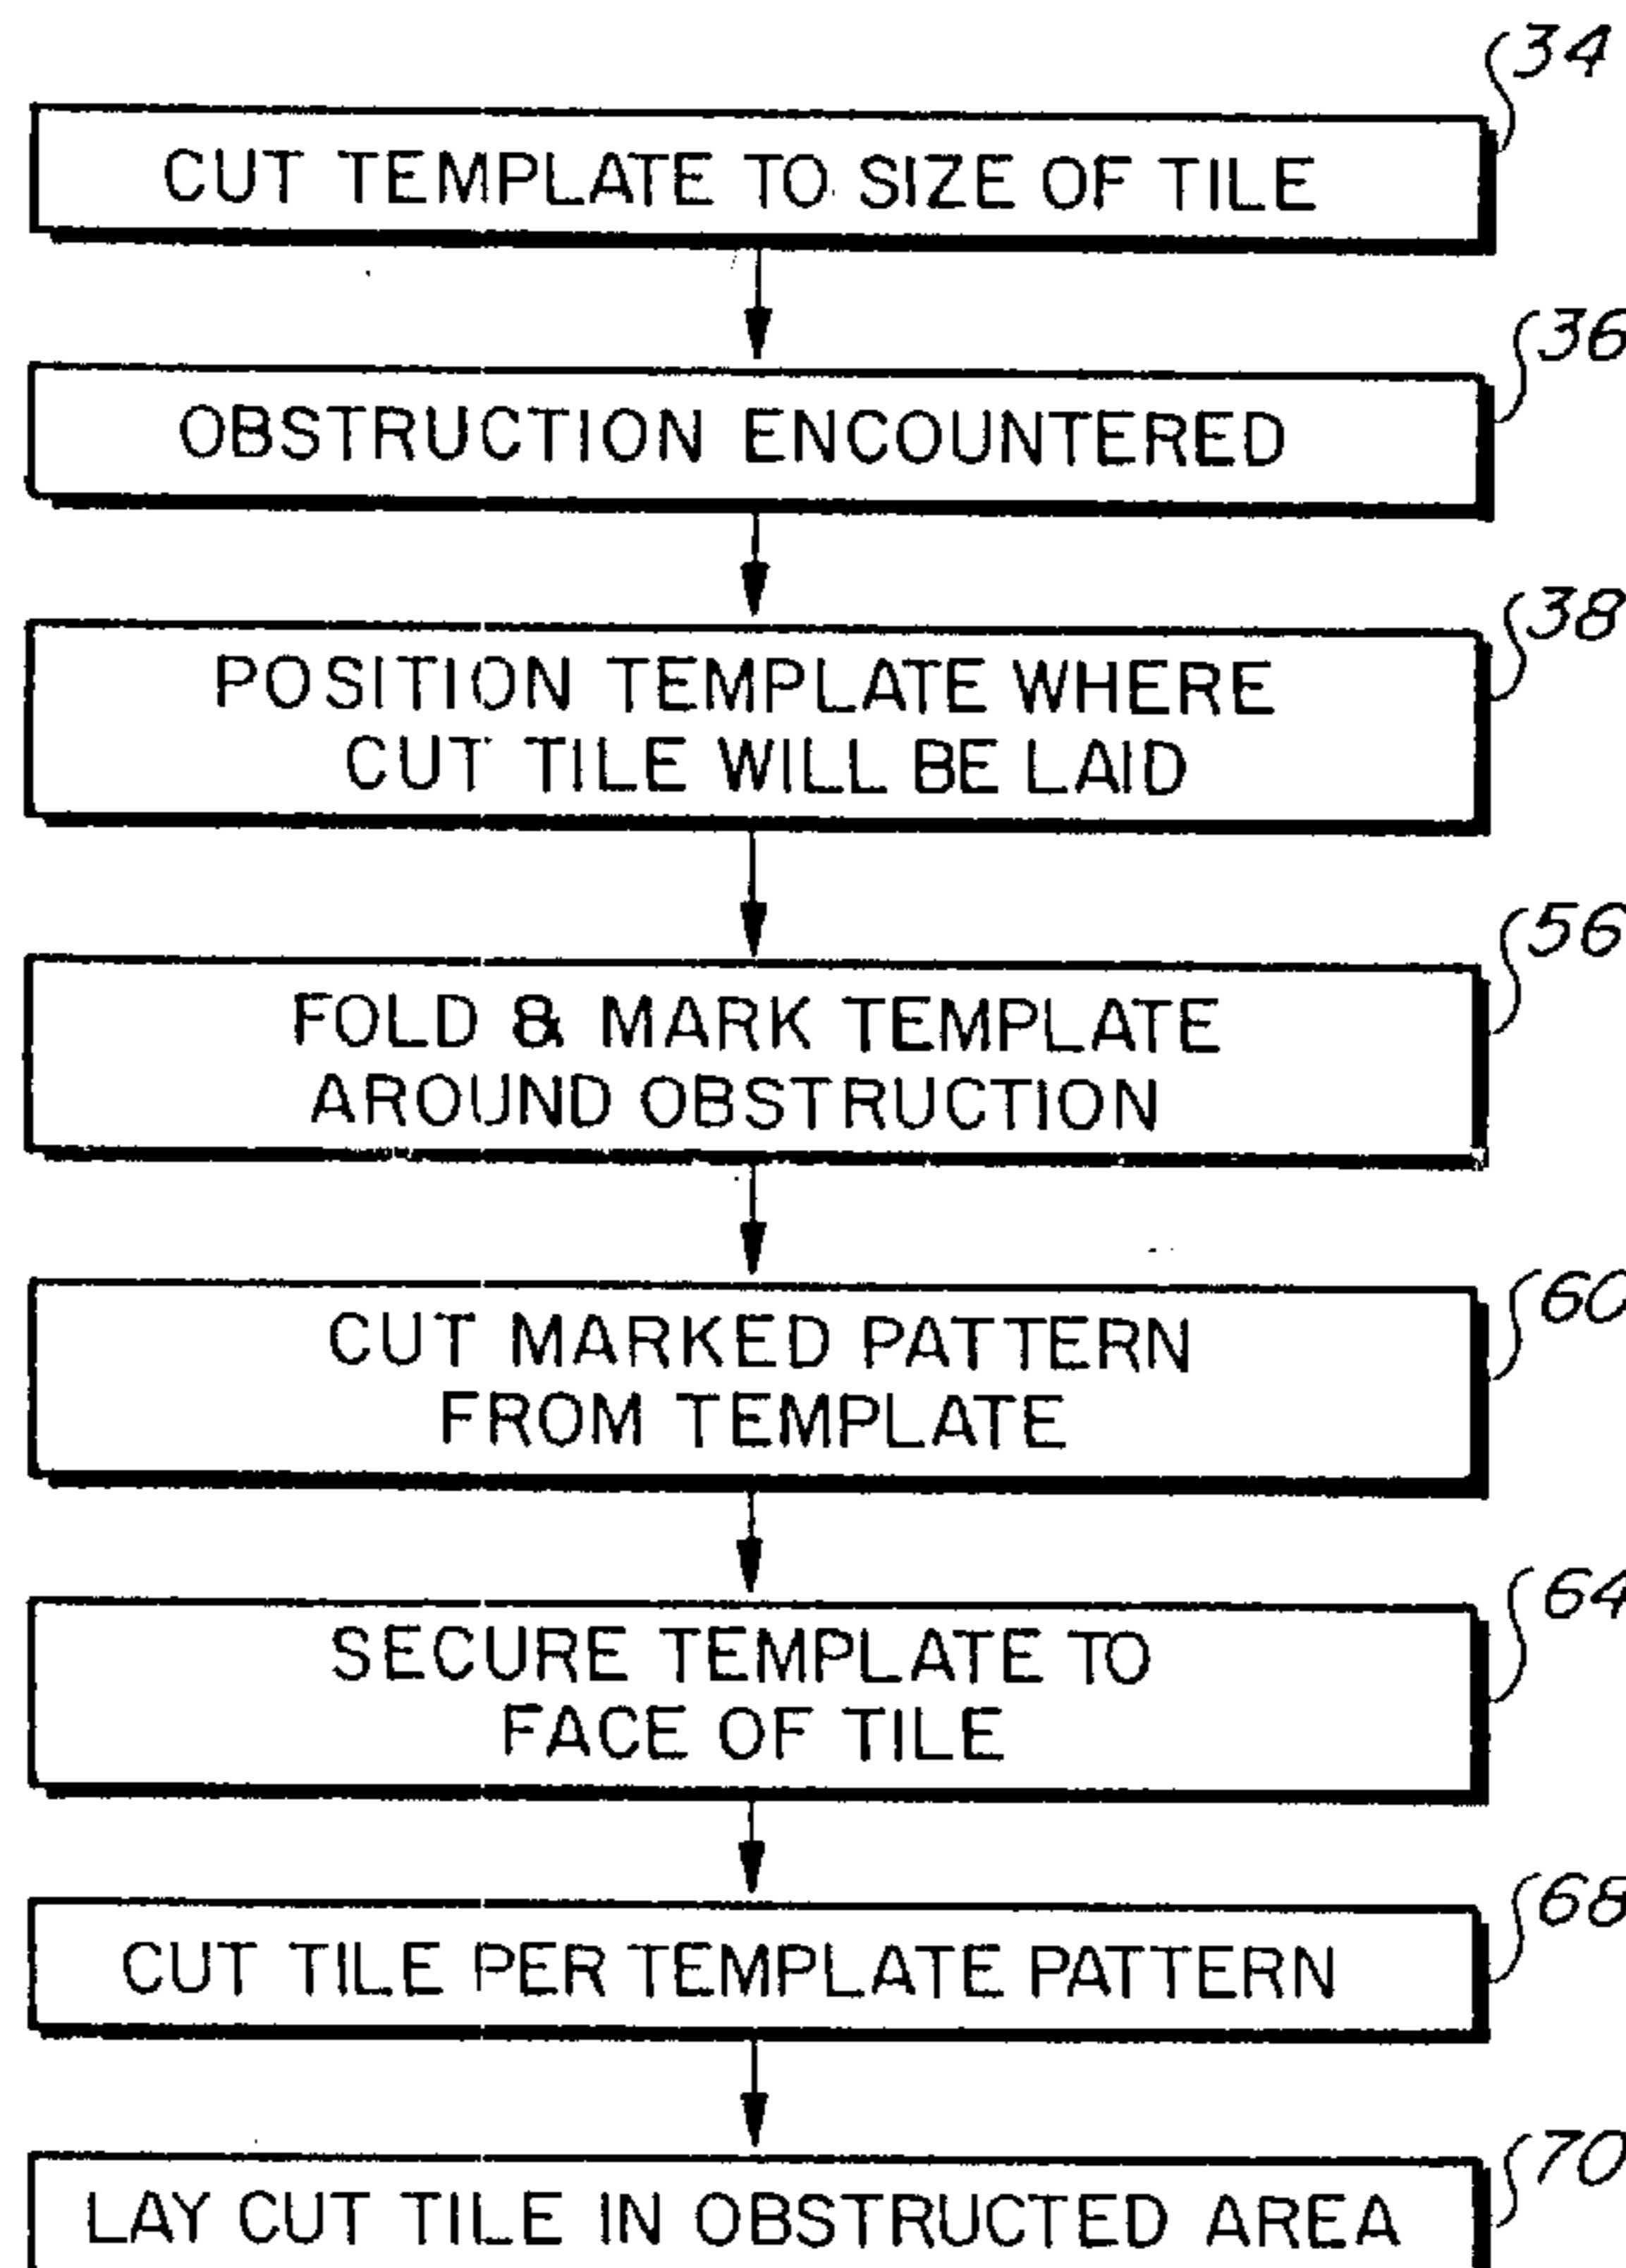 34
CUT TEMPLATE TO SIZE OF TILE
36
OBSTRUCTION ENCOUNTERED
38
POSITION TEMPLATE WHERE
CUT TILE WILL BE LAID
56
FOLD & MARK TEMPLATE
AROUND OBSTRUCTION
60
CUT MARKED PATTERN
FROM TEMPLATE
64
SECURE TEMPLATE TO
FACE OF TILE
68
CUT TILE PER TEMPLATE PATTERN
70
LAY CUT TILE IN OBSTRUCTED AREA